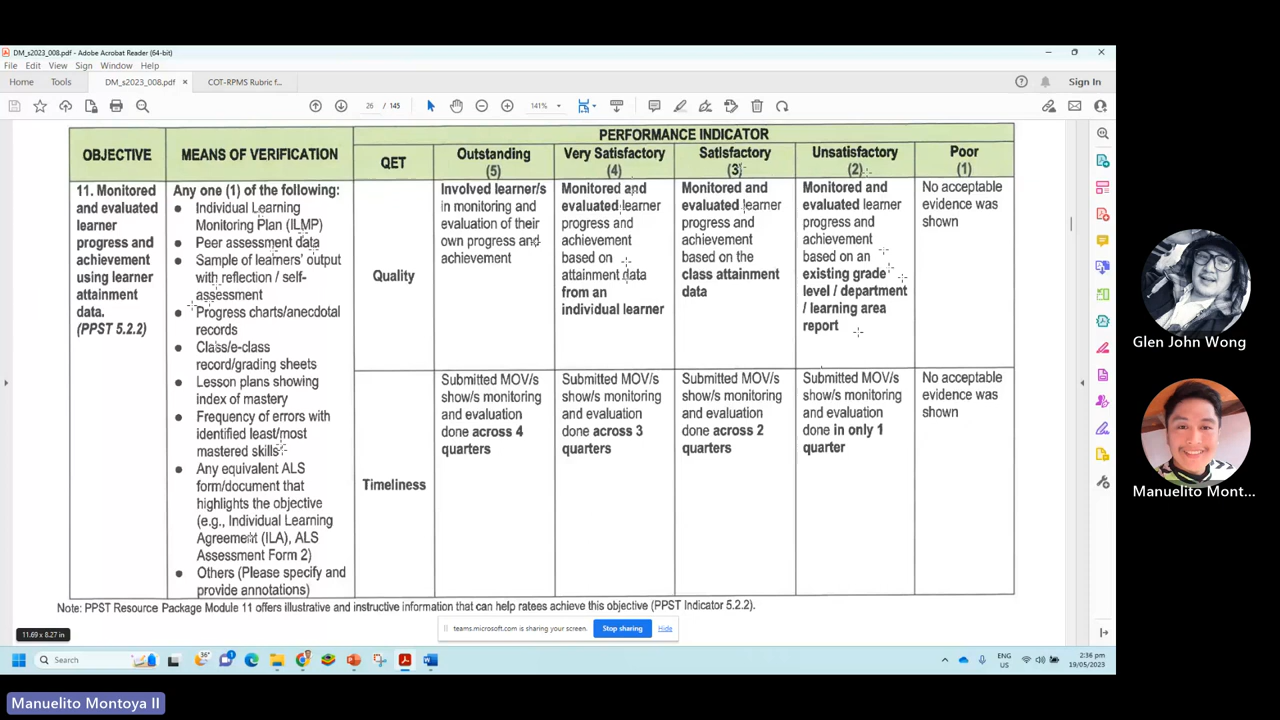 DM_s2023_008.pdf - Adobe Acrobat Reader (64-bit)
File Edit View Sign Window Help
Home Tools DM_s2023_008.pdf × COT-RPMS Rubric f... Sign In
26 / 145 141%
OBJECTIVE
MEANS OF VERIFICATION
PERFORMANCE INDICATOR
QET
Outstanding
(5)
Very Satisfactory
(4)
Satisfactory
(3)
Unsatisfactory
(2)
Poor
(1)
11. Monitored
and evaluated
learner
progress and
achievement
using learner
attainment
data.
(PPST 5.2.2)
Any one (1) of the following:
● Individual Learning
Monitoring Plan (ILMP)
● Peer assessment data
● Sample of learners' output
with reflection / self-
assessment
● Progress charts/anecdotal
records
● Class/e-class
record/grading sheets
● Lesson plans showing
index of mastery
● Frequency of errors with
identified least/most
mastered skills
● Any equivalent ALS
form/document that
highlights the objective
(e.g., Individual Learning
Agreement (ILA), ALS
Assessment Form 2)
● Others (Please specify and
provide annotations)
Quality
Involved learner/s
in monitoring and
evaluation of their
own progress and
achievement
Monitored and
evaluated learner
progress and
achievement
based on
attainment data
from an
individual learner
Monitored and
evaluated learner
progress and
achievement
based on the
class attainment
data
Monitored and
evaluated learner
progress and
achievement
based on an
existing grade
level / department
/ learning area
report
No acceptable
evidence was
shown
Timeliness
Submitted MOV/s
show/s monitoring
and evaluation
done across 4
quarters
Submitted MOV/s
show/s monitoring
and evaluation
done across 3
quarters
Submitted MOV/s
show/s monitoring
and evaluation
done across 2
quarters
Submitted MOV/s
show/s monitoring
and evaluation
done in only 1
quarter
No acceptable
evidence was
shown
Note: PPST Resource Package Module 11 offers illustrative and instructive information that can help ratees achieve this objective (PPST Indicator 5.2.2).
teams.microsoft.com is sharing your screen. Stop sharing Hide
11.69 x 8.27 in
Search
36°
ENG
US
2:36 pm
19/05/2023
Glen John Wong
Manuelito Mont...
Manuelito Montoya II